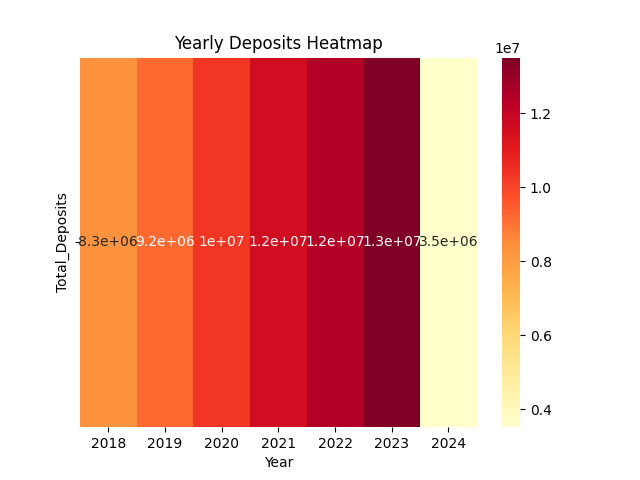 Yearly Deposits Heatmap
1e7
Total_Deposits
8.3e+06 9.2e+06 1e+07 1.2e+07 1.2e+07 1.3e+07 3.5e+06
1.2
1.0
0.8
0.6
0.4
2018 2019 2020 2021 2022 2023 2024
Year